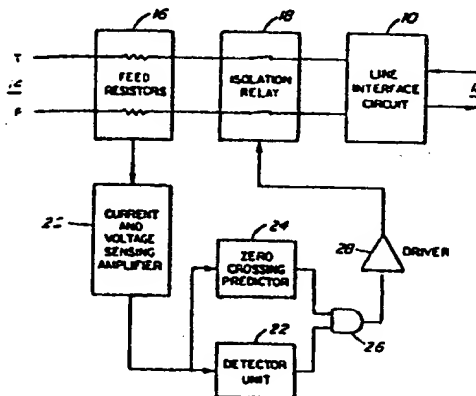 16
18
10
T
FEED
RESISTORS
ISOLATION
RELAY
LINE
INTERFACE
CIRCUIT
CURRENT
AND
VOLTAGE
SENSING
AMPLIFIER
24
ZERO
CROSSING
PREDICTOR
28
DRIVER
26
22
DETECTOR
UNIT